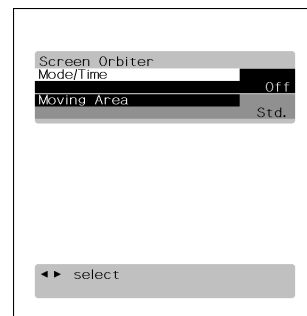 Screen Orbiter
Mode/Time
Off
Moving Area
Std.
◄► select